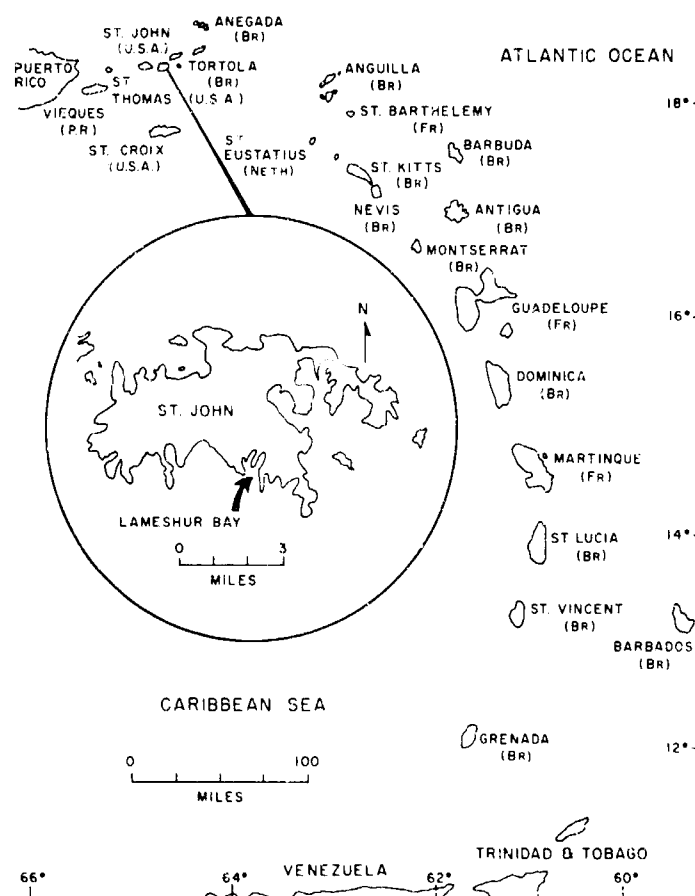 ANEGADA
(BR)
ST. JOHN
(U.S.A.)
ATLANTIC OCEAN
PUERTO
RICO
TORTOLA
(BR)
ANGUILLA
(BR)
ST
THOMAS
(U.S.A)
18°
VIEQUES
(P.R)
ST. BARTHELEMY
(FR)
ST. CROIX
(U.S.A.)
ST
EUSTATIUS
(NETH)
BARBUDA
(BR)
ST. KITTS
(BR)
NEVIS
(BR)
ANTIGUA
(BR)
MONTSERRAT
(BR)
N
GUADELOUPE
(FR)
16°
DOMINICA
(BR)
ST. JOHN
MARTINQUE
(FR)
LAMESHUR BAY
ST LUCIA
(BR)
14°
0 3
MILES
ST. VINCENT
(BR)
BARBADOS
(BR)
CARIBBEAN SEA
GRENADA
(BR)
12°
0 100
MILES
TRINIDAD & TOBAGO
VENEZUELA
66° 64° 62° 60°